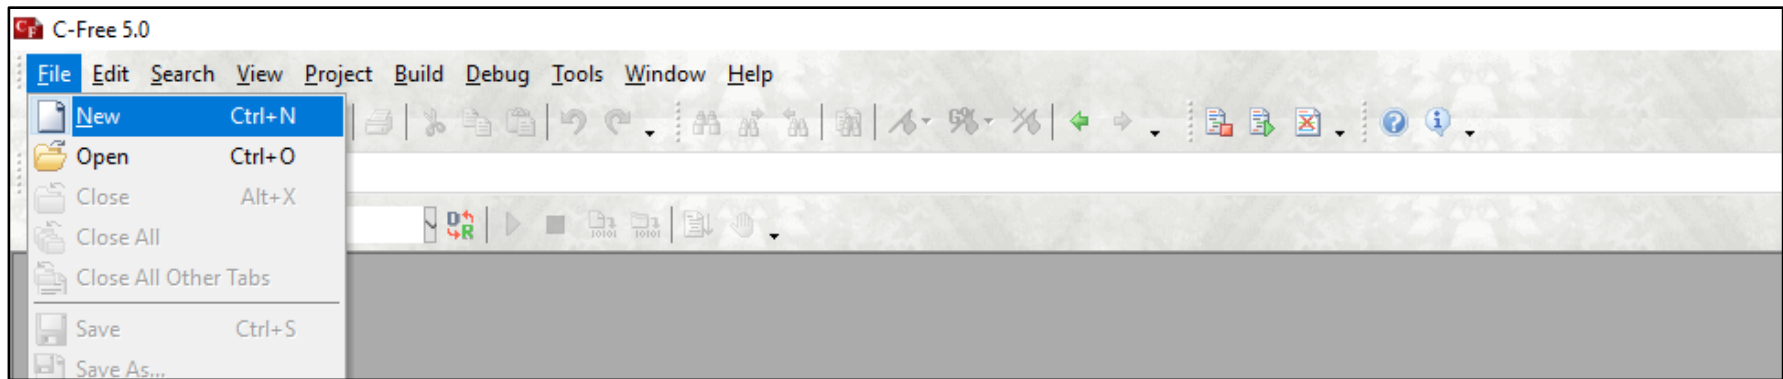 C-Free 5.0
File Edit Search View Project Build Debug Tools Window Help
New Ctrl+N
Open Ctrl+O
Close Alt+X
Close All
Close All Other Tabs
Save Ctrl+S
Save As...